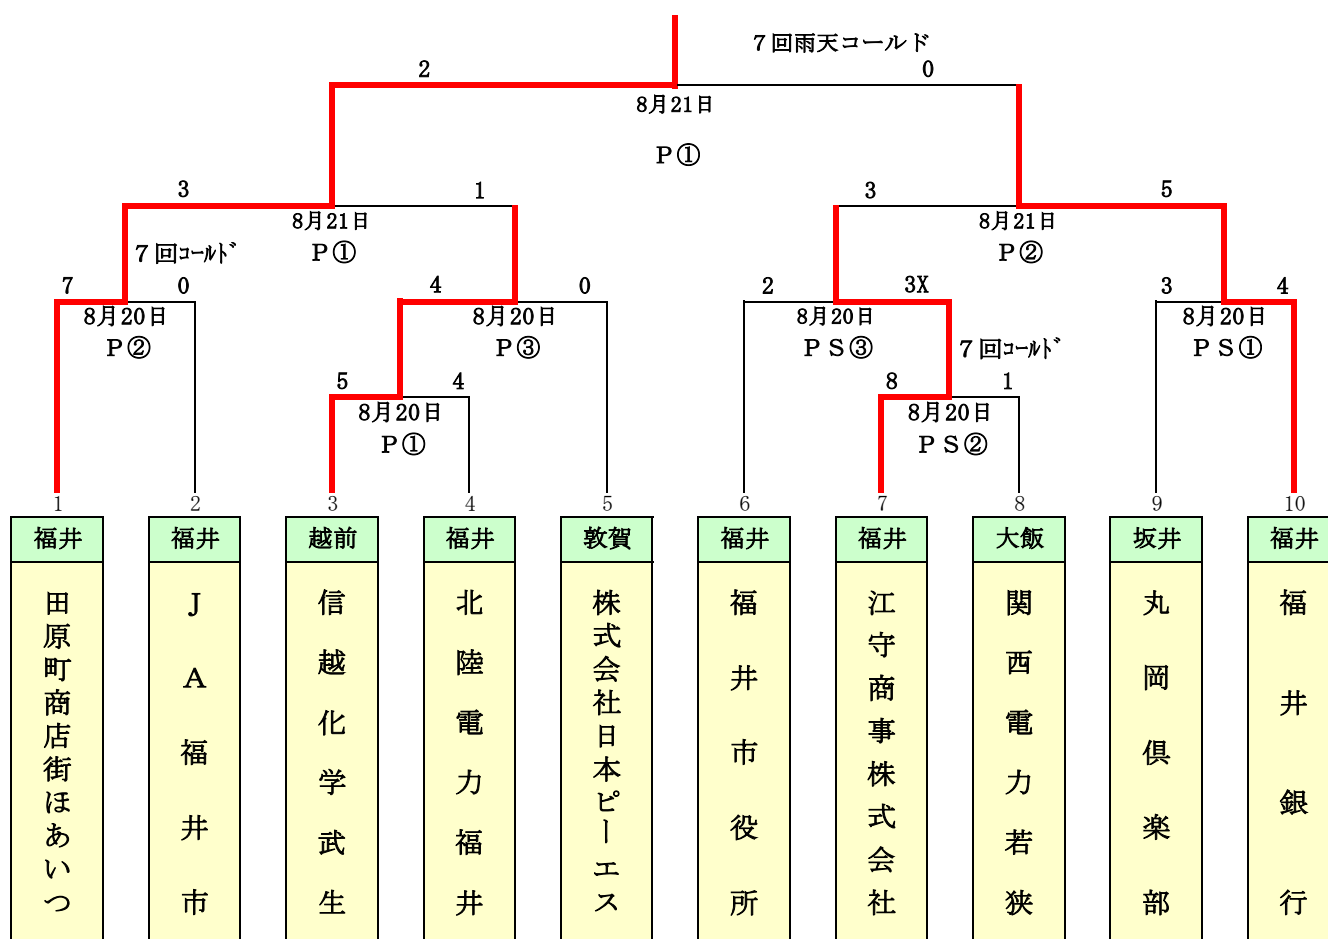 ７回雨天コールド
2
0
8月21日
Ｐ①
3
1
3
5
8月21日
8月21日
7回ｺｰﾙﾄﾞ
Ｐ①
Ｐ②
7
0
4
0
2
3X
3
4
8月20日
8月20日
8月20日
8月20日
Ｐ②
Ｐ③
ＰＳ③
7回ｺｰﾙﾄﾞ
ＰＳ①
5
4
8
1
8月20日
8月20日
Ｐ①
ＰＳ②
1
2
3
4
5
6
7
8
9
10
福井
福井
越前
福井
敦賀
福井
福井
大飯
坂井
福井
田原町商店街ほあいつ
ＪＡ福井市
信越化学武生
北陸電力福井
株式会社日本ピーエス
福井市役所
江守商事株式会社
関西電力若狭
丸岡倶楽部
福井銀行